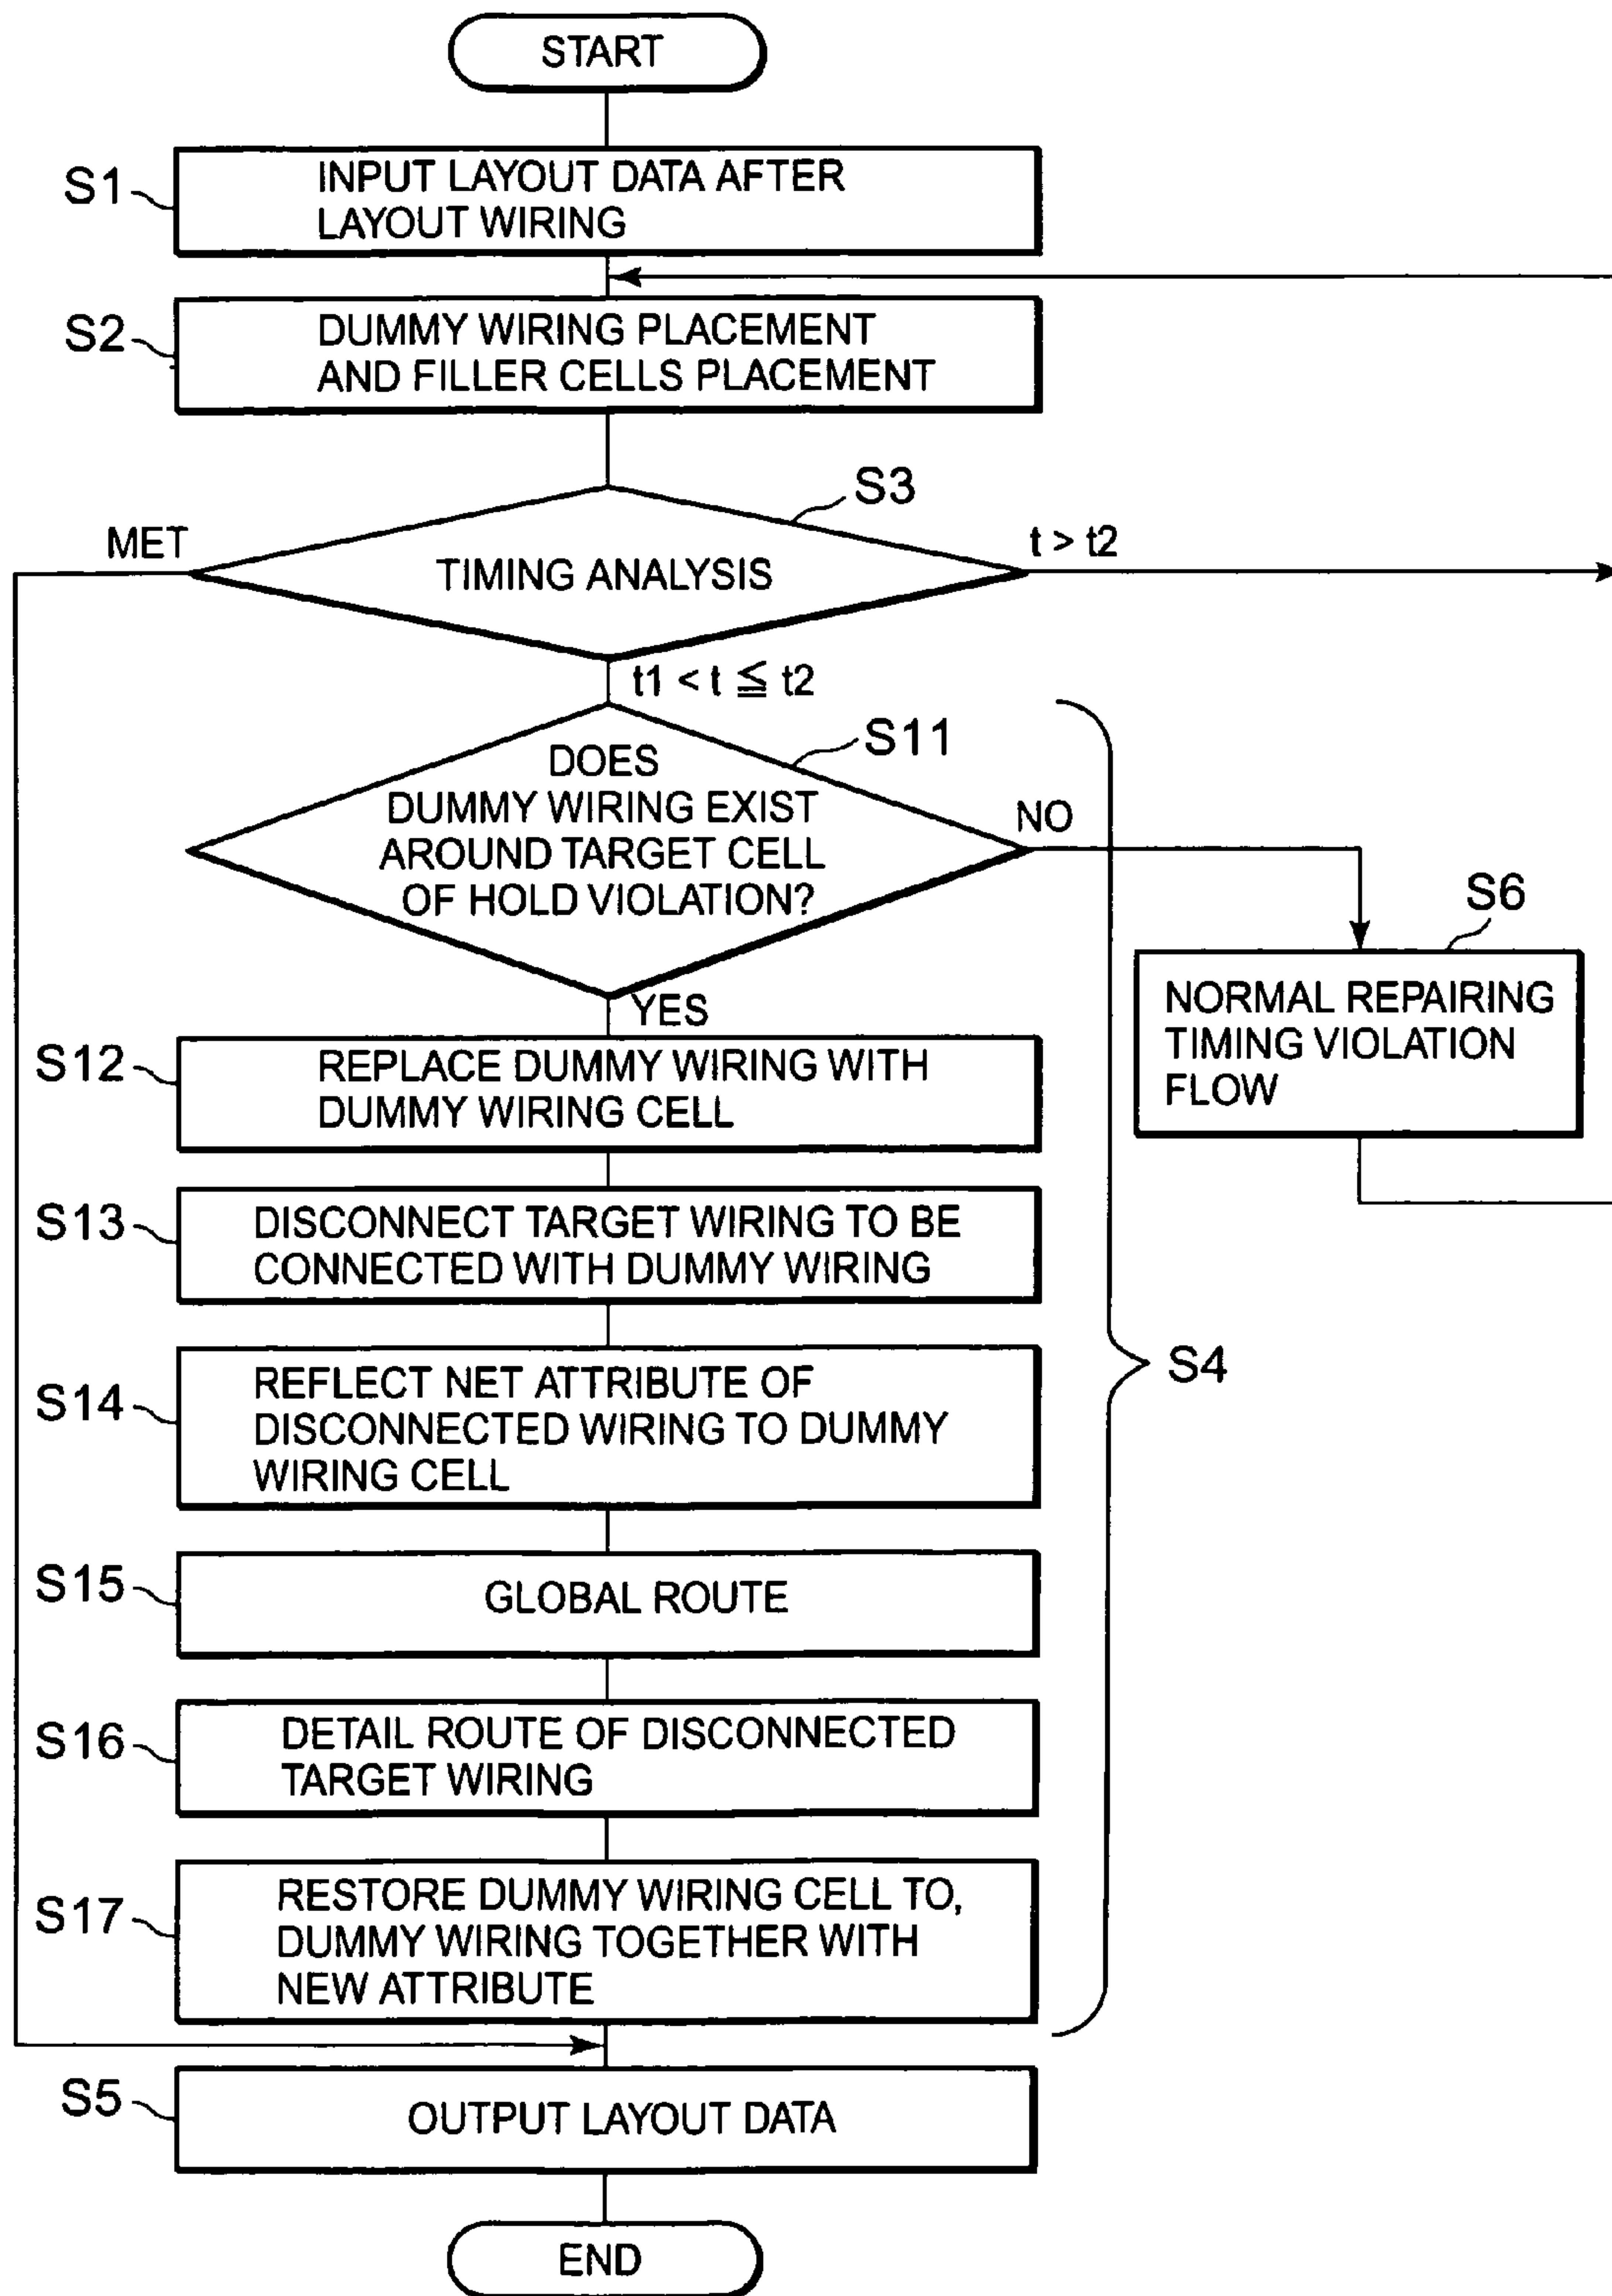 START
S1
INPUT LAYOUT DATA AFTER
LAYOUT WIRING
S2
DUMMY WIRING PLACEMENT
AND FILLER CELLS PLACEMENT
S3
MET
TIMING ANALYSIS
t > t2
t1 < t ≦ t2
S11
DOES
DUMMY WIRING EXIST
AROUND TARGET CELL
OF HOLD VIOLATION?
NO
YES
S6
NORMAL REPAIRING
TIMING VIOLATION
FLOW
S12
REPLACE DUMMY WIRING WITH
DUMMY WIRING CELL
S13
DISCONNECT TARGET WIRING TO BE
CONNECTED WITH DUMMY WIRING
S4
S14
REFLECT NET ATTRIBUTE OF
DISCONNECTED WIRING TO DUMMY
WIRING CELL
S15
GLOBAL ROUTE
S16
DETAIL ROUTE OF DISCONNECTED
TARGET WIRING
S17
RESTORE DUMMY WIRING CELL TO,
DUMMY WIRING TOGETHER WITH
NEW ATTRIBUTE
S5
OUTPUT LAYOUT DATA
END